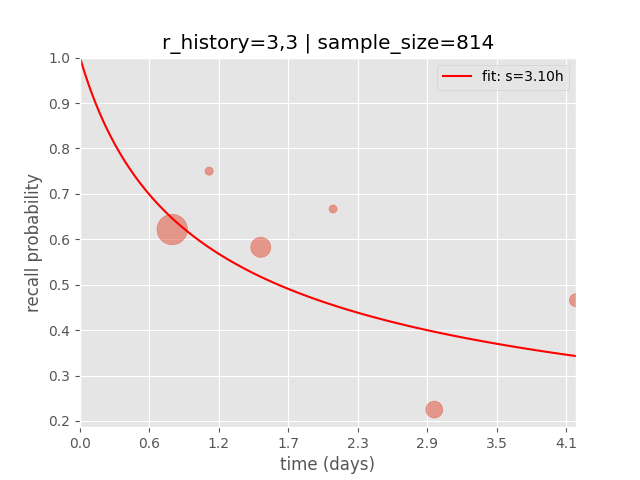 r_history=3,3 | sample_size=814
fit: s=3.10h
1.0
0.9
0.8
0.7
0.6
0.5
0.4
0.3
0.2
recall probability
0.0 0.6 1.2 1.7 2.3 2.9 3.5 4.1
time (days)